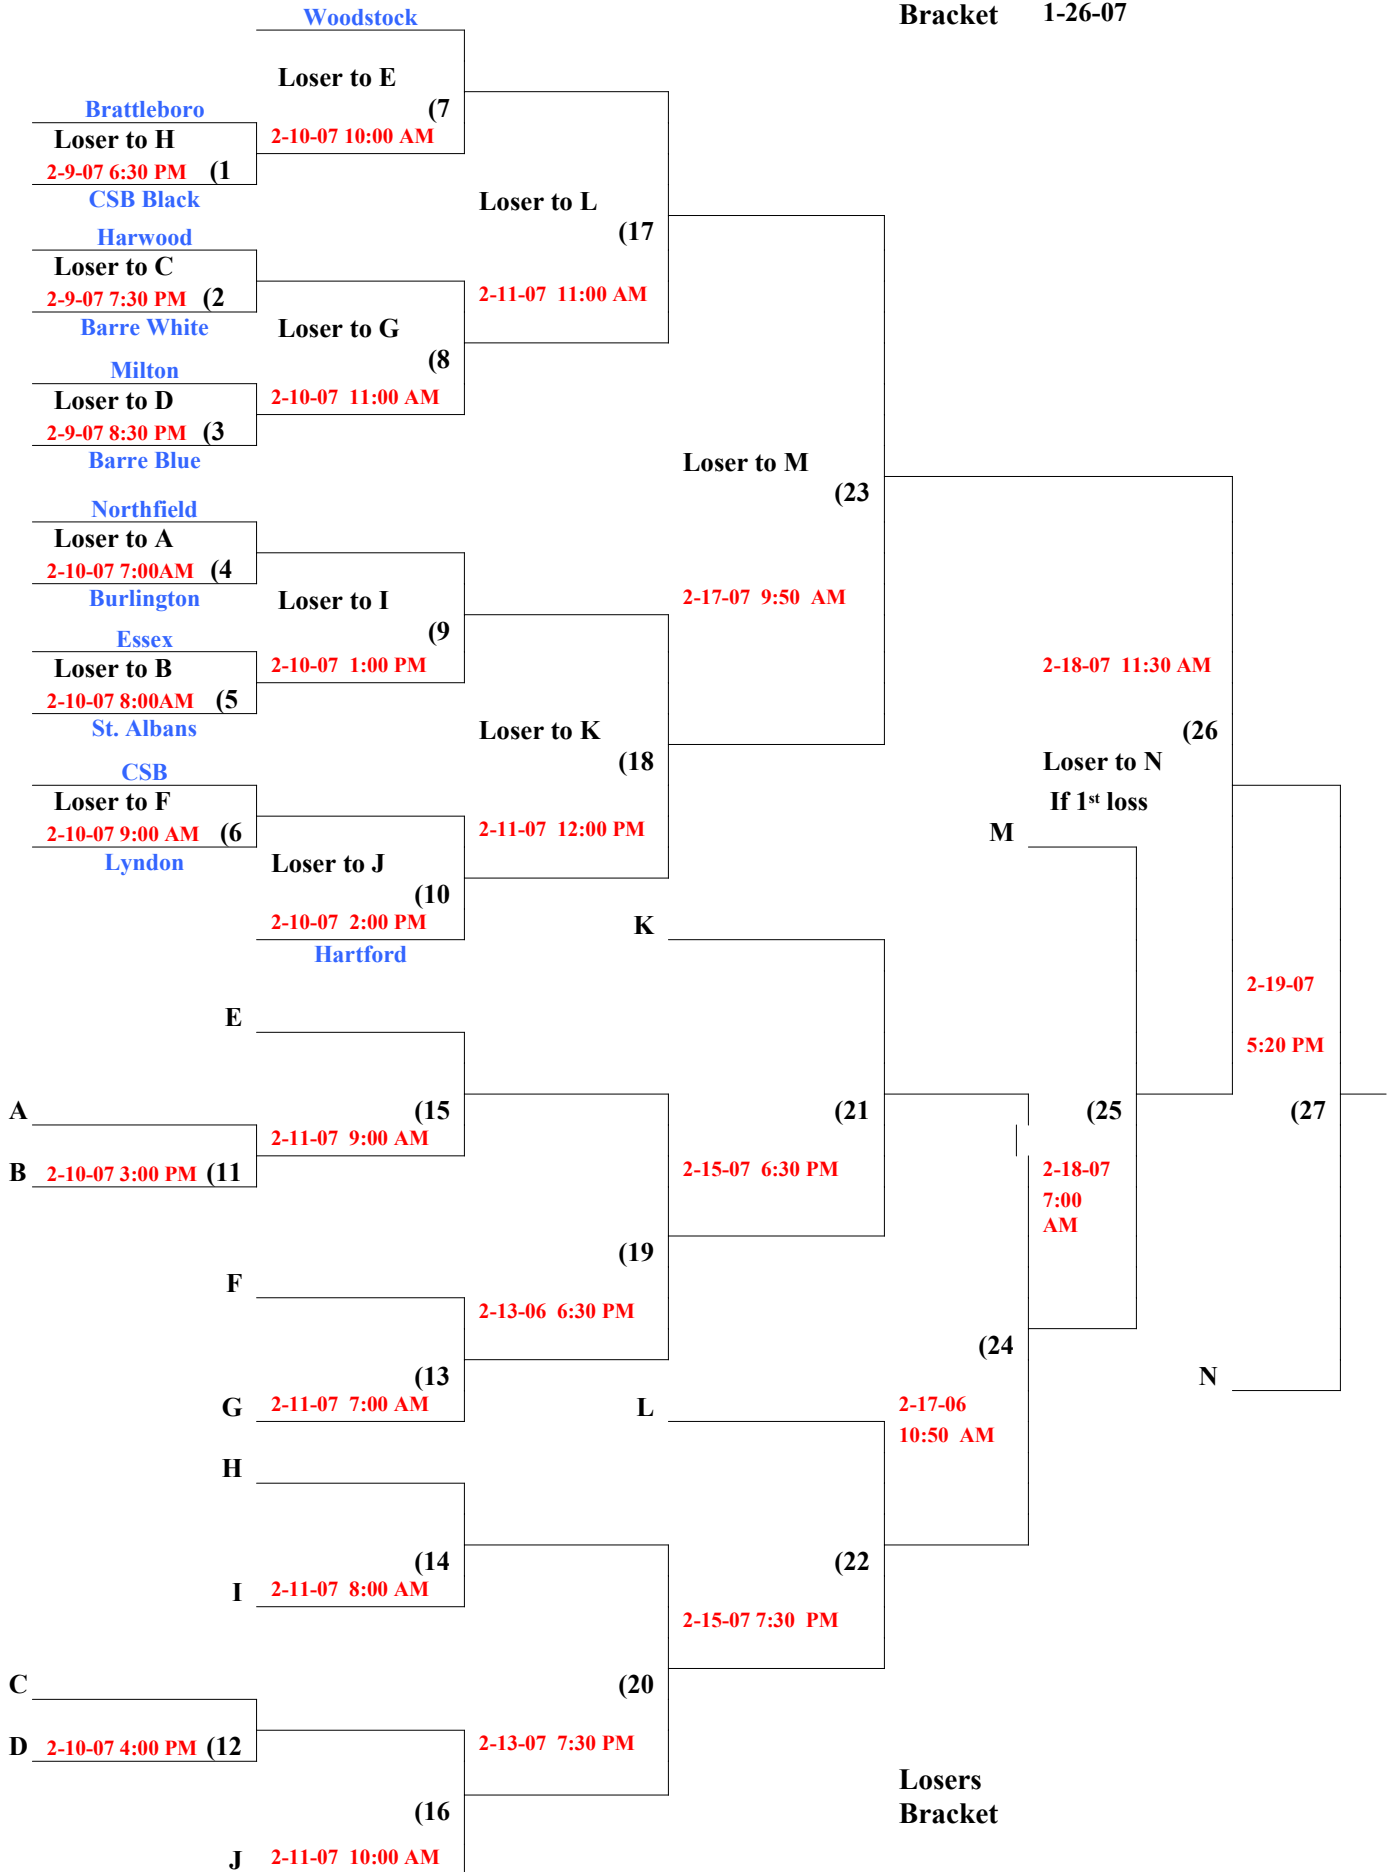 Woodstock
Bracket 1-26-07
Loser to E
(7
Brattleboro
2-10-07 10:00 AM
Loser to H
2-9-07 6:30 PM (1
CSB Black
Loser to L
(17
Harwood
Loser to C
2-9-07 7:30 PM (2
2-11-07 11:00 AM
Barre White
Loser to G
(8
Milton
2-10-07 11:00 AM
Loser to D
2-9-07 8:30 PM (3
Barre Blue
Loser to M
(23
Northfield
Loser to A
2-10-07 7:00AM (4
Burlington
Loser to I
2-17-07 9:50 AM
(9
Essex
Loser to B
2-10-07 1:00 PM
2-18-07 11:30 AM
2-10-07 8:00AM (5
St. Albans
Loser to K
(26
(18
CSB
Loser to N
Loser to F
If 1st loss
2-10-07 9:00 AM (6
2-11-07 12:00 PM
M
Lyndon
Loser to J
(10
2-10-07 2:00 PM
K
Hartford
2-19-07
E
5:20 PM
A
(15
(21
(25
(27
2-11-07 9:00 AM
B 2-10-07 3:00 PM (11
2-15-07 6:30 PM
2-18-07
7:00
AM
(19
F
2-13-06 6:30 PM
(24
(13
N
G 2-11-07 7:00 AM
L
2-17-06
10:50 AM
H
(14
(22
I 2-11-07 8:00 AM
2-15-07 7:30 PM
C
(20
D 2-10-07 4:00 PM (12
2-13-07 7:30 PM
Losers
Bracket
(16
J 2-11-07 10:00 AM